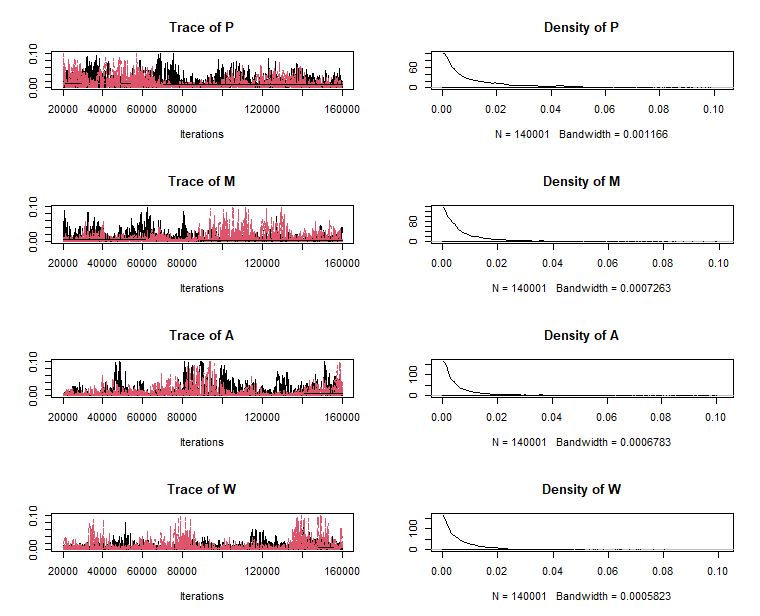 Trace of P
0.00 0.10
20000 40000 60000 80000 120000 160000
Iterations
Density of P
0 60
0.00 0.02 0.04 0.06 0.08 0.10
N = 140001 Bandwidth = 0.001166
Trace of M
0.00 0.10
20000 40000 60000 80000 120000 160000
Iterations
Density of M
0 80
0.00 0.02 0.04 0.06 0.08 0.10
N = 140001 Bandwidth = 0.0007263
Trace of A
0.00 0.10
20000 40000 60000 80000 120000 160000
Iterations
Density of A
0 100
0.00 0.02 0.04 0.06 0.08 0.10
N = 140001 Bandwidth = 0.0006783
Trace of W
0.00 0.10
20000 40000 60000 80000 120000 160000
Iterations
Density of W
0 100
0.00 0.02 0.04 0.06 0.08 0.10
N = 140001 Bandwidth = 0.0005823